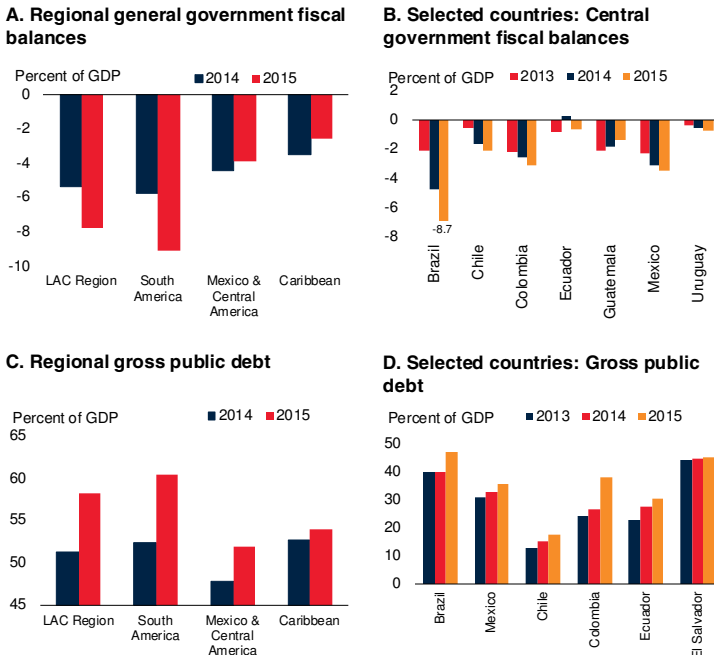 A. Regional general government fiscal
balances
Percent of GDP
2014 2015
0
-2
-4
-6
-8
-10
LAC Region
South
America
Mexico &
Central
America
Caribbean
B. Selected countries: Central
government fiscal balances
Percent of GDP
2013 2014 2015
2
0
-2
-4
-6
-8
-8.7
Brazil
Chile
Colombia
Ecuador
Guatemala
Mexico
Uruguay
C. Regional gross public debt
Percent of GDP
2014 2015
65
60
55
50
45
LAC Region
South
America
Mexico &
Central
America
Caribbean
D. Selected countries: Gross public
debt
Percent of GDP
2013 2014 2015
50
40
30
20
10
0
Brazil
Mexico
Chile
Colombia
Ecuador
El Salvador